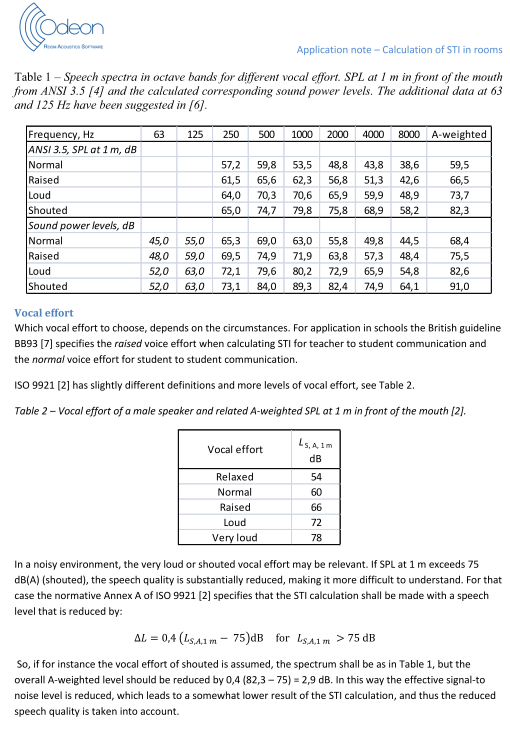 Odeon
ROOM ACOUSTICS SOFTWARE
Application note – Calculation of STI in rooms
Table 1 – Speech spectra in octave bands for different vocal effort. SPL at 1 m in front of the mouth
from ANSI 3.5 [4] and the calculated corresponding sound power levels. The additional data at 63
and 125 Hz have been suggested in [6].
Frequency, Hz 63 125 250 500 1000 2000 4000 8000 A-weighted
ANSI 3.5, SPL at 1 m, dB
Normal 57,2 59,8 53,5 48,8 43,8 38,6 59,5
Raised 61,5 65,6 62,3 56,8 51,3 42,6 66,5
Loud 64,0 70,3 70,6 65,9 59,9 48,9 73,7
Shouted 65,0 74,7 79,8 75,8 68,9 58,2 82,3
Sound power levels, dB
Normal 45,0 55,0 65,3 69,0 63,0 55,8 49,8 44,5 68,4
Raised 48,0 59,0 69,5 74,9 71,9 63,8 57,3 48,4 75,5
Loud 52,0 63,0 72,1 79,6 80,2 72,9 65,9 54,8 82,6
Shouted 52,0 63,0 73,1 84,0 89,3 82,4 74,9 64,1 91,0
Vocal effort
Which vocal effort to choose, depends on the circumstances. For application in schools the British guideline
BB93 [7] specifies the raised voice effort when calculating STI for teacher to student communication and
the normal voice effort for student to student communication.
ISO 9921 [2] has slightly different definitions and more levels of vocal effort, see Table 2.
Table 2 – Vocal effort of a male speaker and related A-weighted SPL at 1 m in front of the mouth [2].
Vocal effort L S, A, 1 m dB
Relaxed 54
Normal 60
Raised 66
Loud 72
Very loud 78
In a noisy environment, the very loud or shouted vocal effort may be relevant. If SPL at 1 m exceeds 75
dB(A) (shouted), the speech quality is substantially reduced, making it more difficult to understand. For that
case the normative Annex A of ISO 9921 [2] specifies that the STI calculation shall be made with a speech
level that is reduced by:
ΔL = 0,4 (L_{S,A,1 m} − 75)dB for L_{S,A,1 m} > 75 dB
So, if for instance the vocal effort of shouted is assumed, the spectrum shall be as in Table 1, but the
overall A-weighted level should be reduced by 0,4 (82,3 – 75) = 2,9 dB. In this way the effective signal-to
noise level is reduced, which leads to a somewhat lower result of the STI calculation, and thus the reduced
speech quality is taken into account.